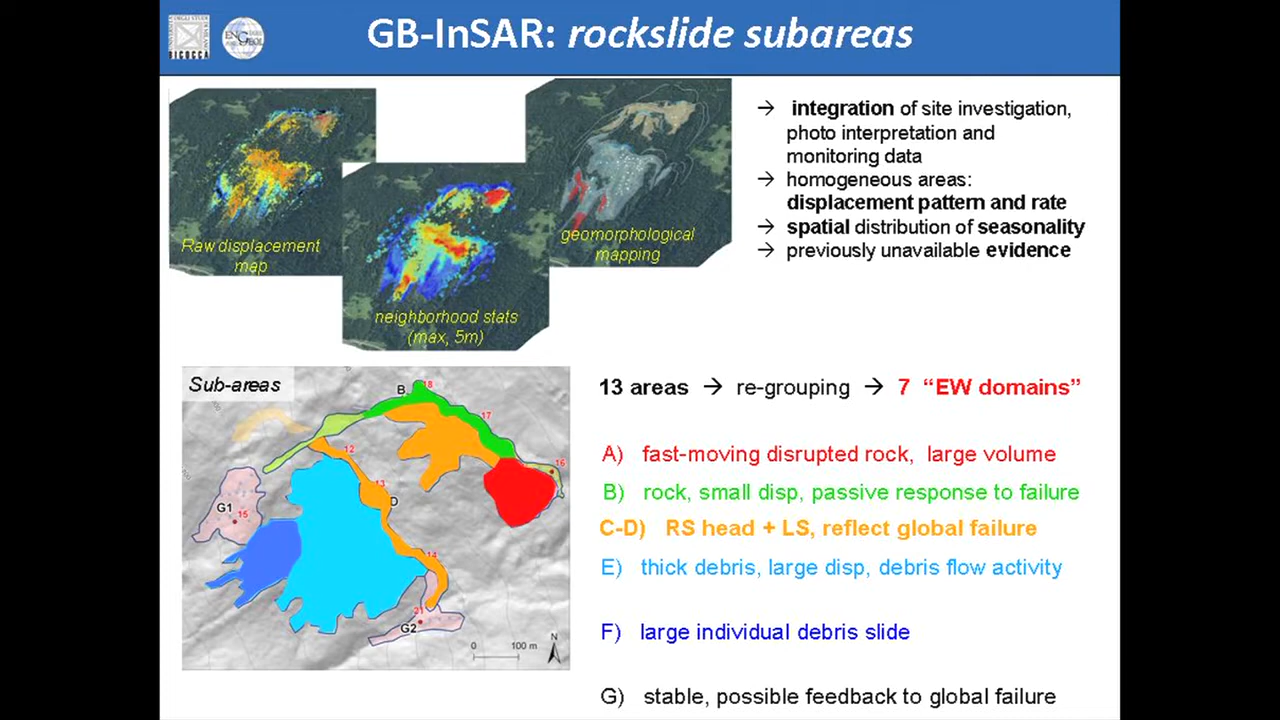 GB-InSAR: rockslide subareas
BICOCCA
Raw displacement
map
neighborhood stats
(max, 5m)
geomorphological
mapping
→ integration of site investigation,
photo interpretation and
monitoring data
→ homogeneous areas:
displacement pattern and rate
→ spatial distribution of seasonality
→ previously unavailable evidence
Sub-areas
B
18
17
16
12
13
D
G1
15
14
21
G2
0 100 m
N
13 areas → re-grouping → 7 “EW domains”
A) fast-moving disrupted rock, large volume
B) rock, small disp, passive response to failure
C-D) RS head + LS, reflect global failure
E) thick debris, large disp, debris flow activity
F) large individual debris slide
G) stable, possible feedback to global failure